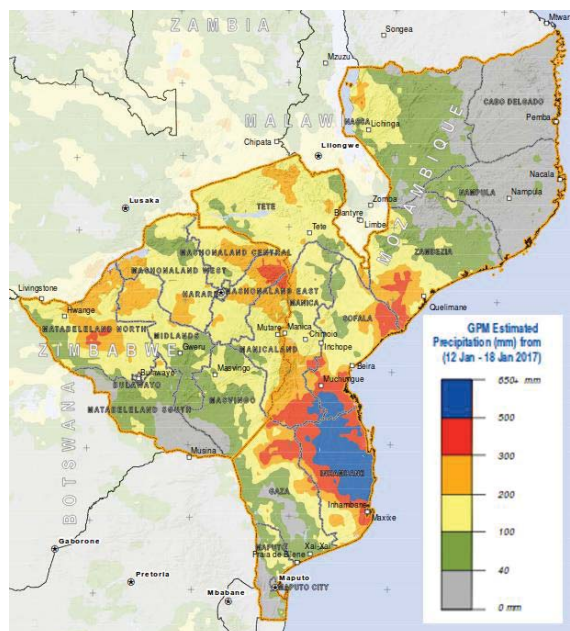 ZAMBIA
Songea
Mtwar
Mzuzu
CABO DELGADO
MALAW
NIASSA
Lichinga
Pemba
Chipata
Lilongwe
MOZAMBIQUE
Nacala
NAMPULA
Nampula
Lusaka
TETE
Zomba
Blantyre
Limbe
Tete
ZAMBEZIA
MASHONALAND CENTRAL
MASHONALAND WEST
Livingstone
HARARE
MASHONALAND EAST
MANICA
Quelimane
Hwange
SOFALA
MATABELELAND NORTH
MIDLANDS
Mutare
Manica
Chimoio
Inchope
ZIMBABWE
Gweru
MANICALAND
Beira
Buhwayo
BULAWAYO
Masvingo
Muchungue
MATABELELAND SOUTH
MASVINGO
BOTSWANA
Musina
INHAMBANE
GAZA
Inhambane
Maxixe
Gaborone
MAPUTO
Xai-Xai
Praia de Bilene
Pretoria
Maputo
MAPUTO CITY
Mbabane
GPM Estimated
Precipitation (mm) from
(12 Jan - 18 Jan 2017)
650+ mm
500
300
200
100
40
0 mm